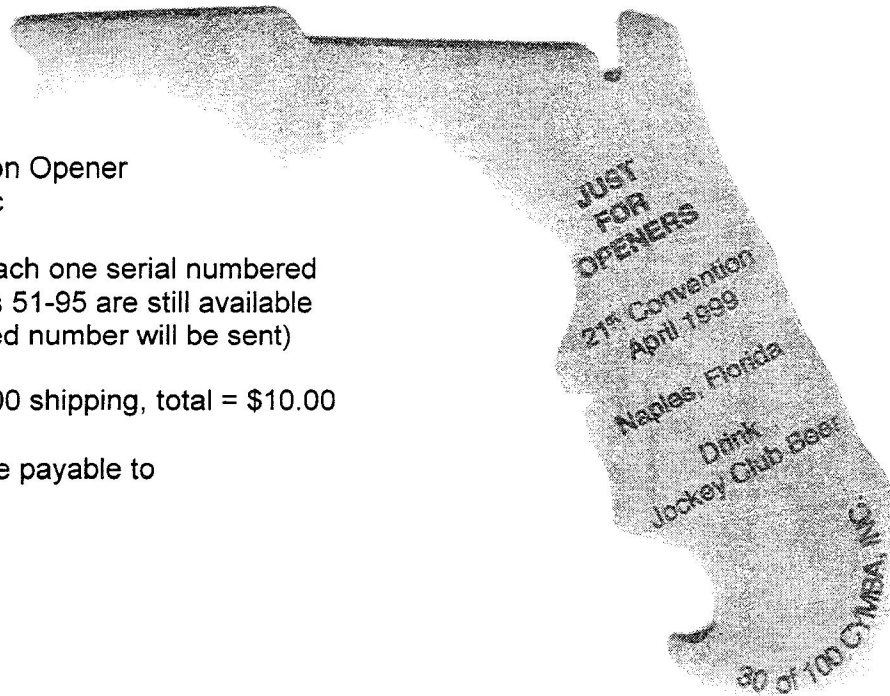 on Opener
c
ach one serial numbered
s 51-95 are still available
ed number will be sent)
00 shipping, total = $10.00
e payable to
JUST
FOR
OPENERS
21st Convention
April 1999
Naples, Florida
Drink
Jockey Club Beer
30 of 100 CYMBA, INC.